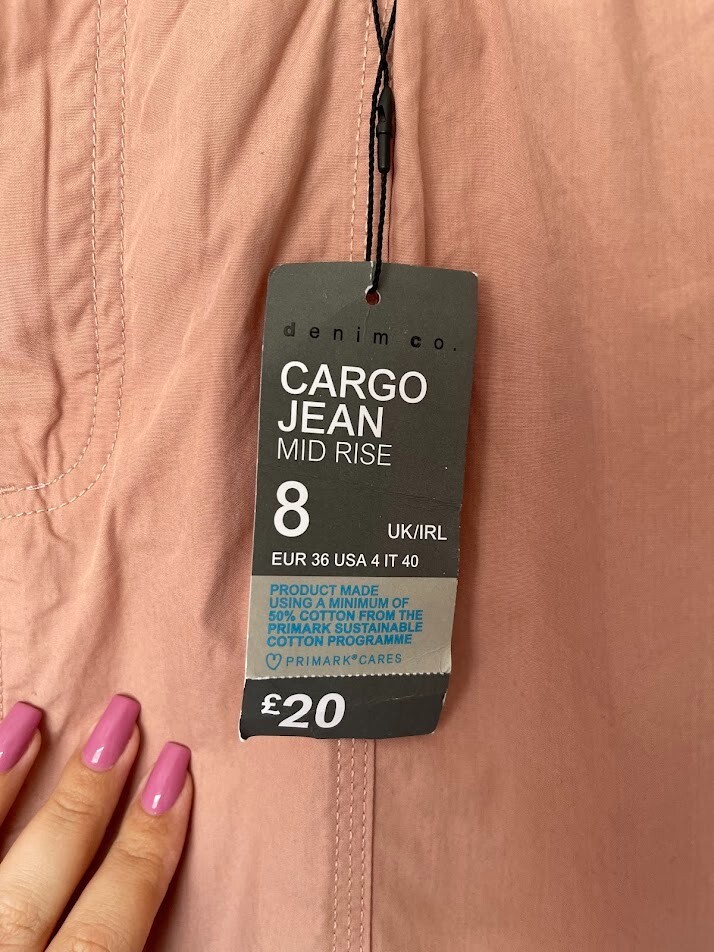 denim co.
CARGO
JEAN
MID RISE
8
UK/IRL
EUR 36 USA 4 IT 40
PRODUCT MADE
USING A MINIMUM OF
50% COTTON FROM THE
PRIMARK SUSTAINABLE
COTTON PROGRAMME
PRIMARK®CARES
£20